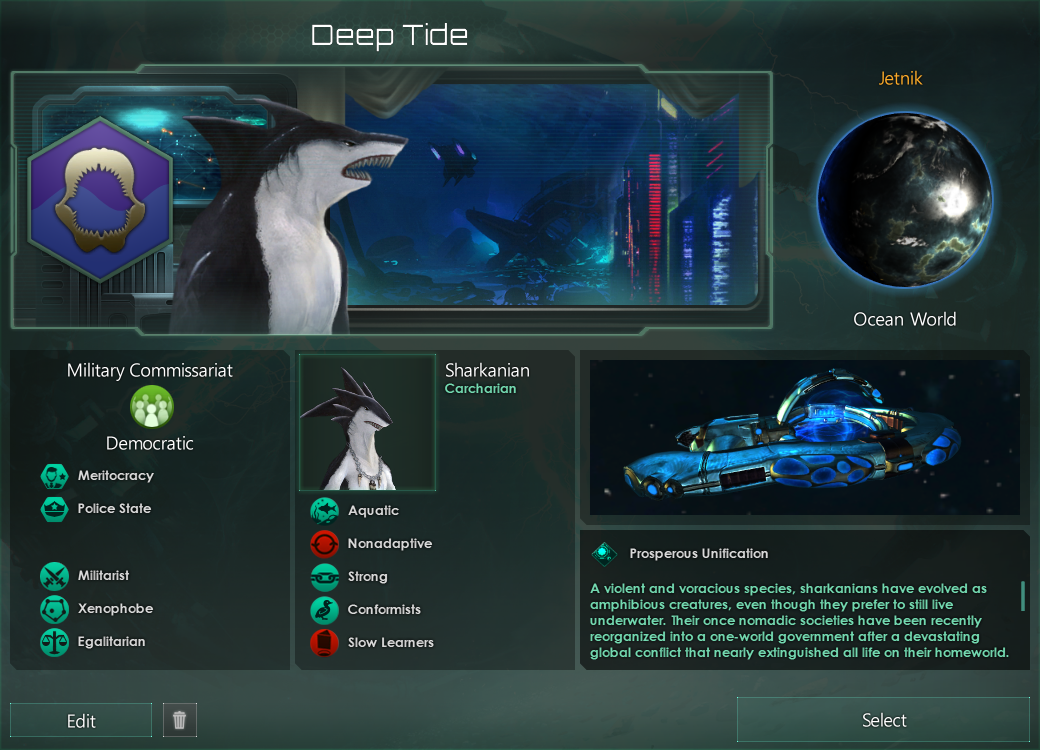 Deep Tide
Jetnik
Ocean World
Military Commissariat
Democratic
Meritocracy
Police State
Militarist
Xenophobe
Egalitarian
Sharkanian
Carcharian
Aquatic
Nonadaptive
Strong
Conformists
Slow Learners
Prosperous Unification
A violent and voracious species, sharkanians have evolved as
amphibious creatures, even though they prefer to still live
underwater. Their once nomadic societies have been recently
reorganized into a one-world government after a devastating
global conflict that nearly extinguished all life on their homeworld.
Edit
Select